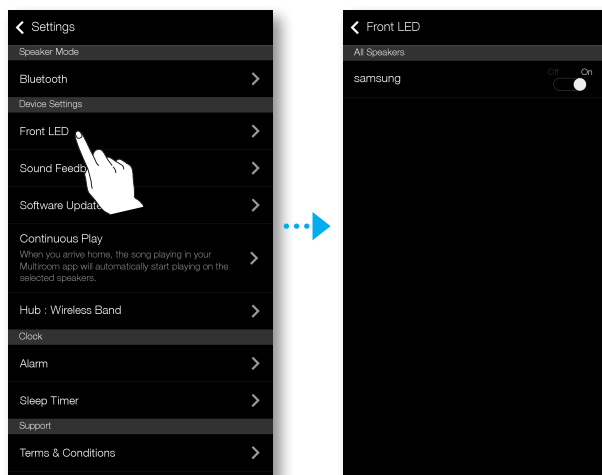 Settings
Speaker Mode
Bluetooth
Device Settings
Front LED
Sound Feedb
Software Update
Continuous Play
When you arrive home, the song playing in your
Multiroom app will automatically start playing on the
selected speakers.
Hub : Wireless Band
Clock
Alarm
Sleep Timer
Support
Terms & Conditions
Front LED
All Speakers
samsung
Off On